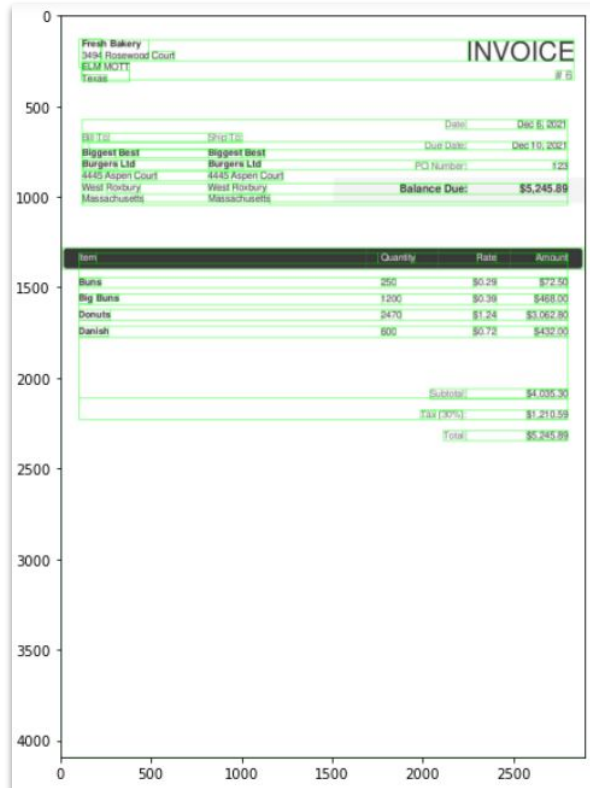 0
500
1000
1500
2000
2500
3000
3500
4000
0 500 1000 1500 2000 2500
Fresh Bakery
3494 Rosewood Court
ELM MOTT
Texas
INVOICE
# 6
Date: Dec 6, 2021
Due Date: Dec 10, 2021
PO Number: 123
Balance Due: $5,245.89
Bill To:
Biggest Best
Burgers Ltd
4445 Aspen Court
West Roxbury
Massachusetts
Ship To:
Biggest Best
Burgers Ltd
4445 Aspen Court
West Roxbury
Massachusetts
Item Quantity Rate Amount
Buns 250 $0.29 $72.50
Big Buns 1200 $0.39 $468.00
Donuts 2470 $1.24 $3,062.80
Danish 600 $0.72 $432.00
Subtotal: $4,035.30
Tax (30%): $1,210.59
Total: $5,245.89